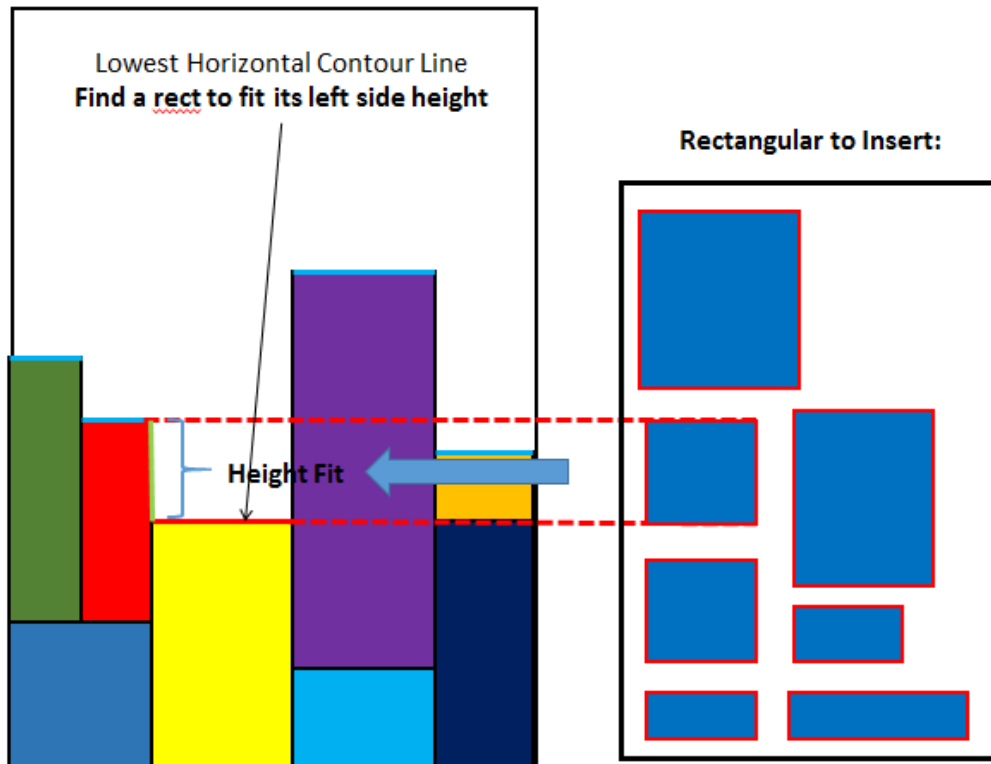 Lowest Horizontal Contour Line
Find a rect to fit its left side height
Rectangular to Insert:
Height Fit